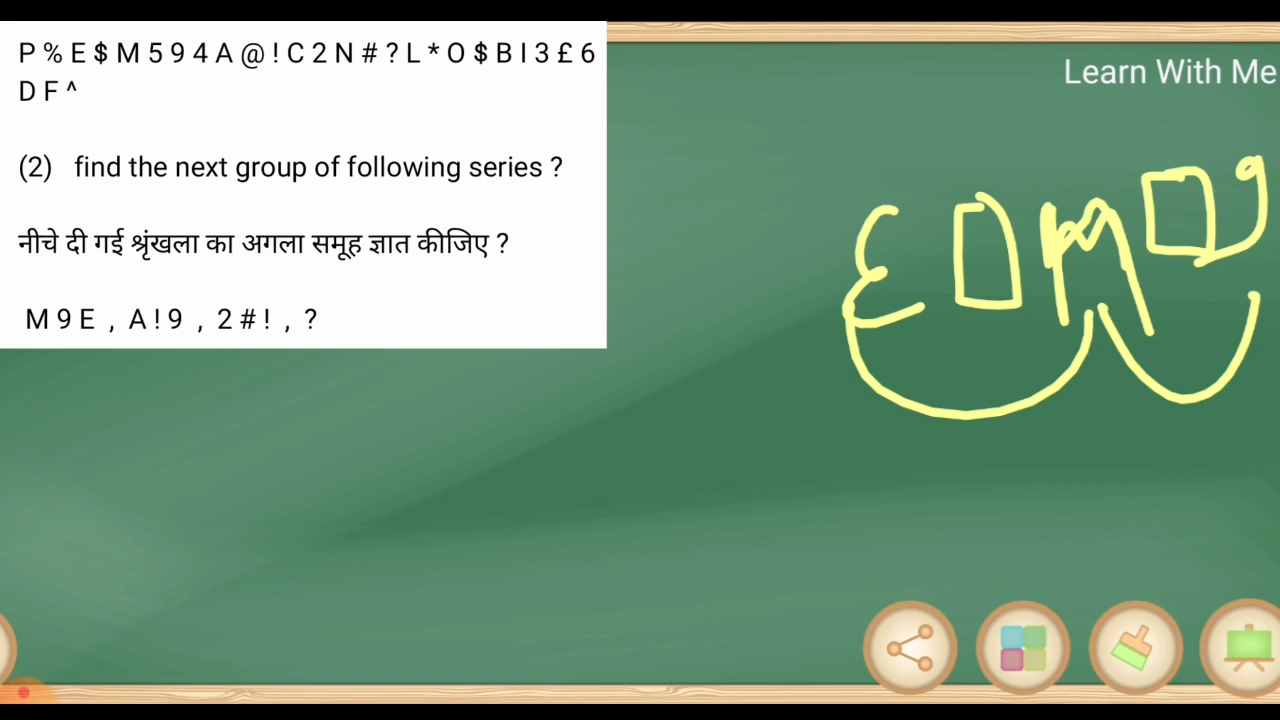 P % E $ M 5 9 4 A @ ! C 2 N # ? L * O $ B I 3 £ 6
D F ^
Learn With Me
(2) find the next group of following series ?
नीचे दी गई श्रृंखला का अगला समूह ज्ञात कीजिए ?
M 9 E , A ! 9 , 2 # ! , ?
E □ M □ 9